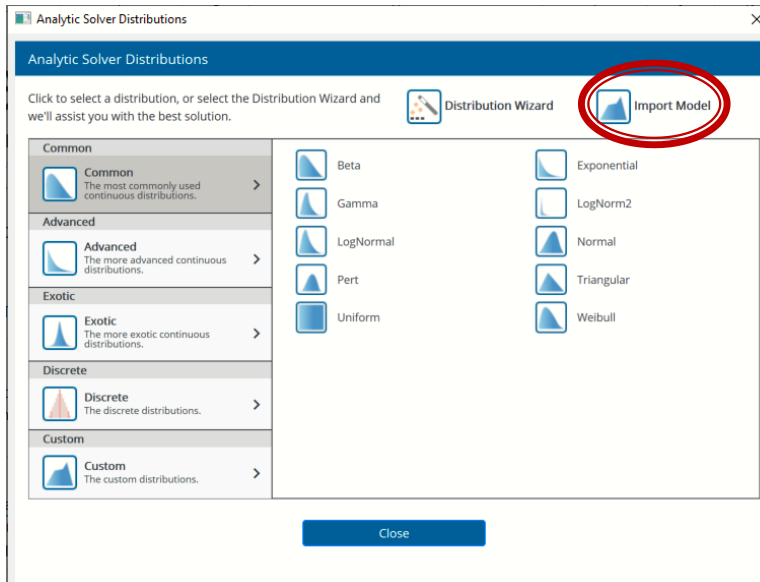 Analytic Solver Distributions
Analytic Solver Distributions
Click to select a distribution, or select the Distribution Wizard and
we'll assist you with the best solution.
Distribution Wizard
Import Model
Common
Common
The most commonly used
continuous distributions.
Advanced
Advanced
The more advanced continuous
distributions.
Exotic
Exotic
The more exotic continuous
distributions.
Discrete
Discrete
The discrete distributions.
Custom
Custom
The custom distributions.
Beta
Exponential
Gamma
LogNorm2
LogNormal
Normal
Pert
Triangular
Uniform
Weibull
Close